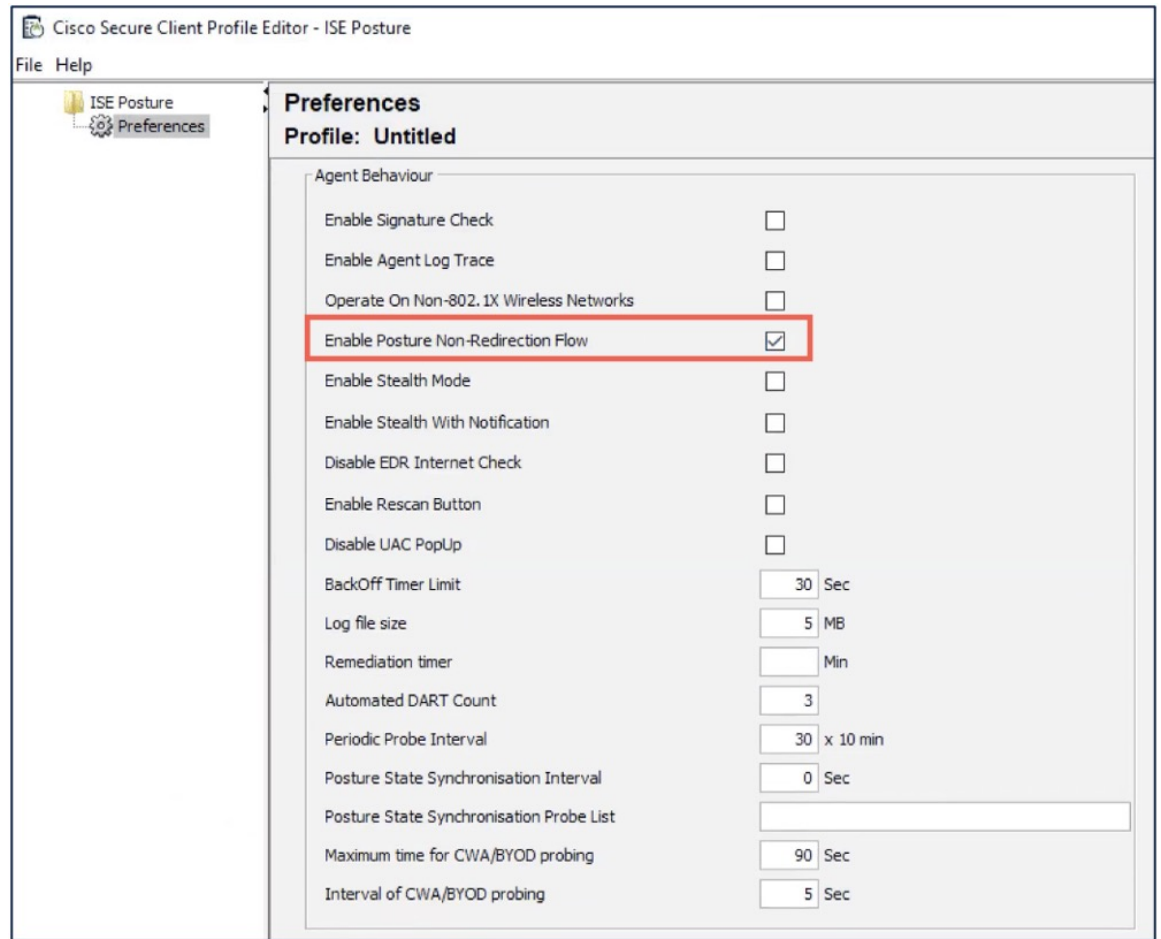 Cisco Secure Client Profile Editor - ISE Posture
File Help
ISE Posture
Preferences
Preferences
Profile: Untitled
Agent Behaviour
Enable Signature Check
Enable Agent Log Trace
Operate On Non-802.1X Wireless Networks
Enable Posture Non-Redirection Flow
Enable Stealth Mode
Enable Stealth With Notification
Disable EDR Internet Check
Enable Rescan Button
Disable UAC PopUp
BackOff Timer Limit 30 Sec
Log file size 5 MB
Remediation timer Min
Automated DART Count 3
Periodic Probe Interval 30 x 10 min
Posture State Synchronisation Interval 0 Sec
Posture State Synchronisation Probe List
Maximum time for CWA/BYOD probing 90 Sec
Interval of CWA/BYOD probing 5 Sec